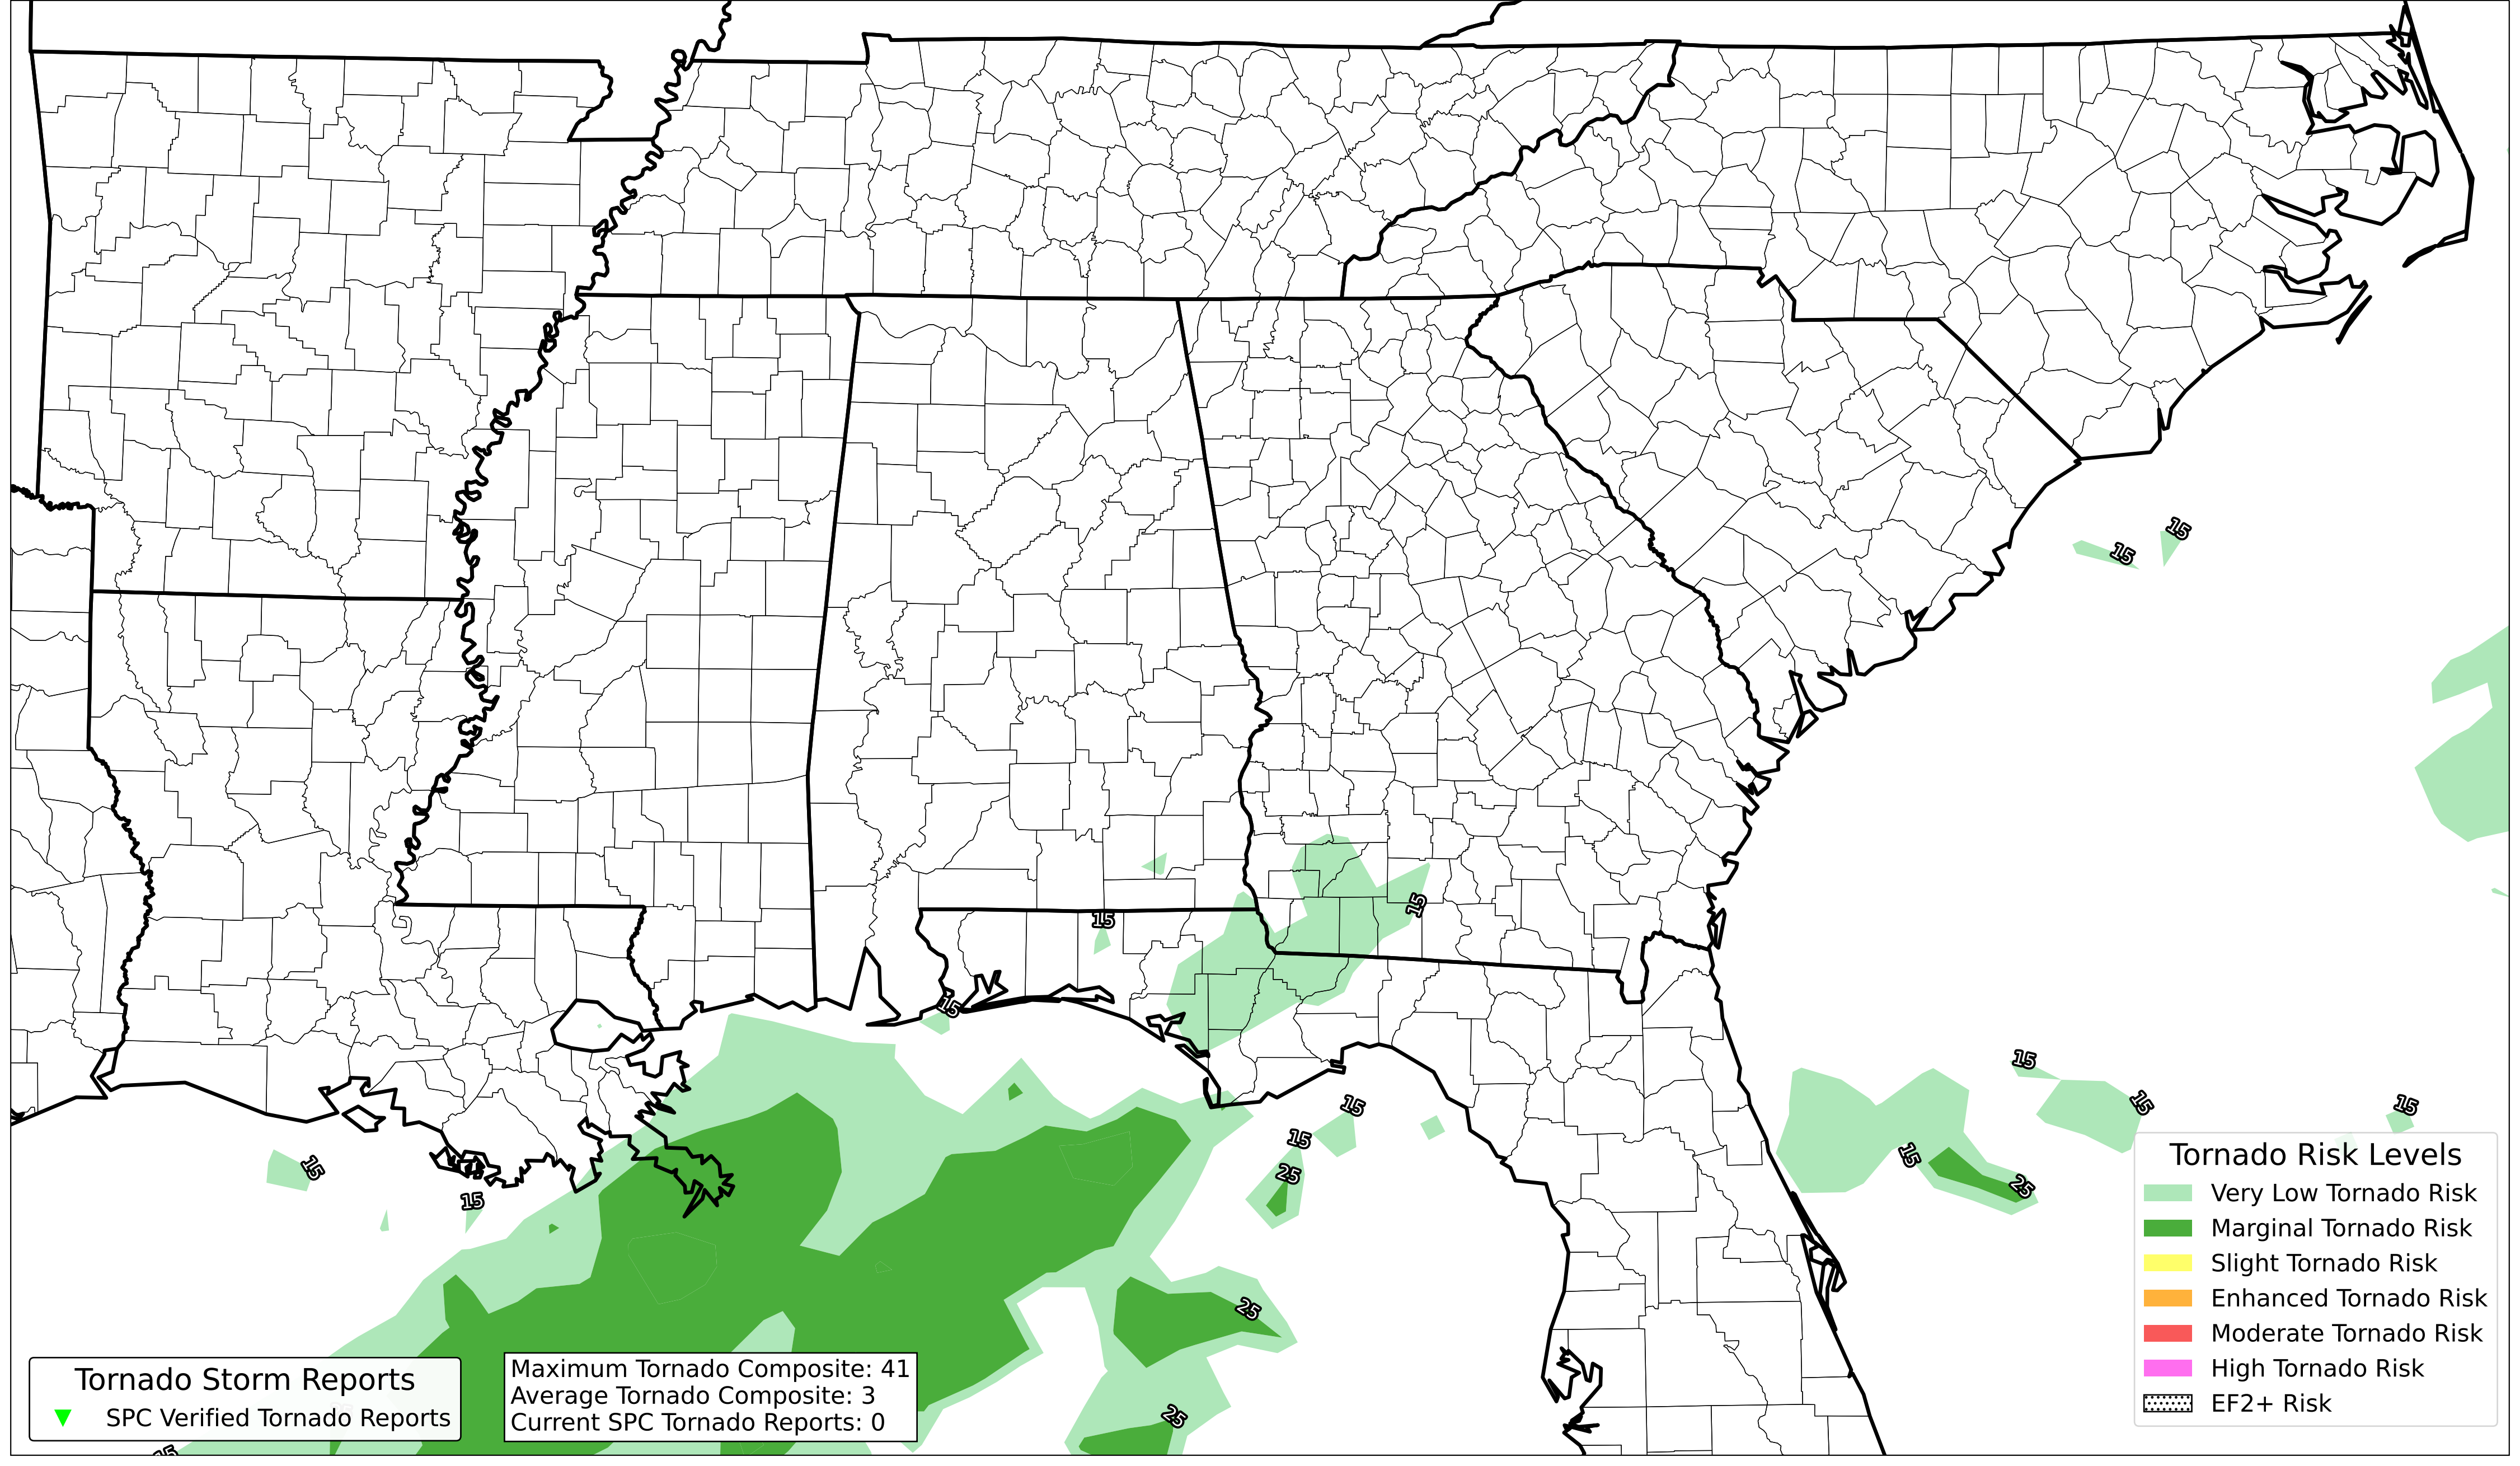 15
15
15
15
15
15
15
15
15
15
25
15
25
15
15
25
25
15
Tornado Risk Levels
Very Low Tornado Risk
Marginal Tornado Risk
Slight Tornado Risk
Enhanced Tornado Risk
Moderate Tornado Risk
High Tornado Risk
EF2+ Risk
Tornado Storm Reports
SPC Verified Tornado Reports
Maximum Tornado Composite: 41
Average Tornado Composite: 3
Current SPC Tornado Reports: 0
15